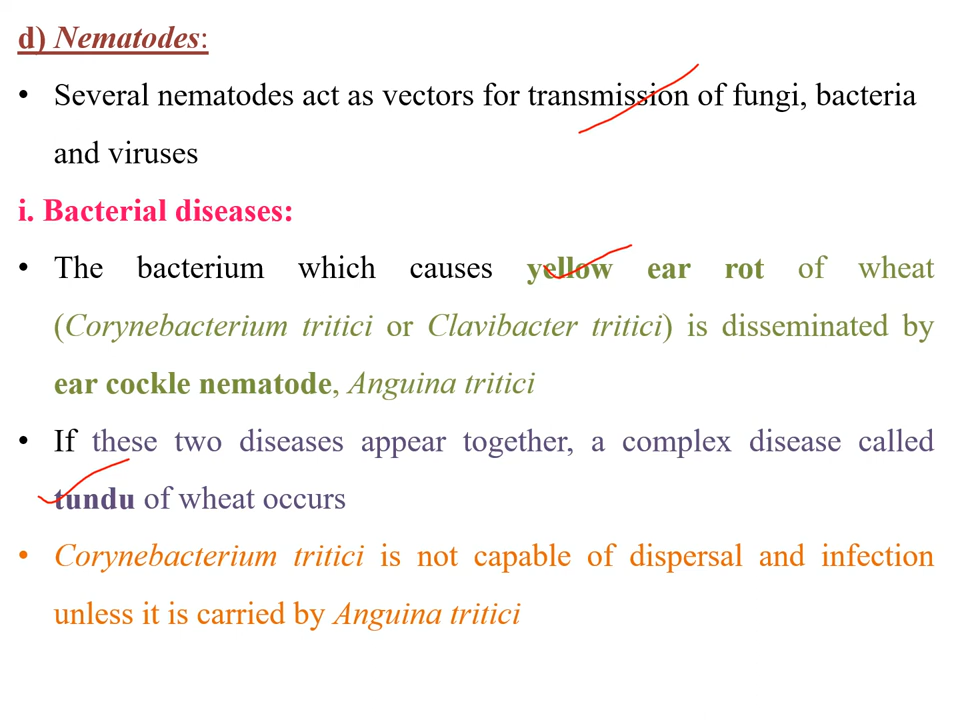 d) Nematodes:
• Several nematodes act as vectors for transmission of fungi, bacteria
and viruses
i. Bacterial diseases:
• The bacterium which causes yellow ear rot of wheat
(Corynebacterium tritici or Clavibacter tritici) is disseminated by
ear cockle nematode, Anguina tritici
• If these two diseases appear together, a complex disease called
tundu of wheat occurs
• Corynebacterium tritici is not capable of dispersal and infection
unless it is carried by Anguina tritici